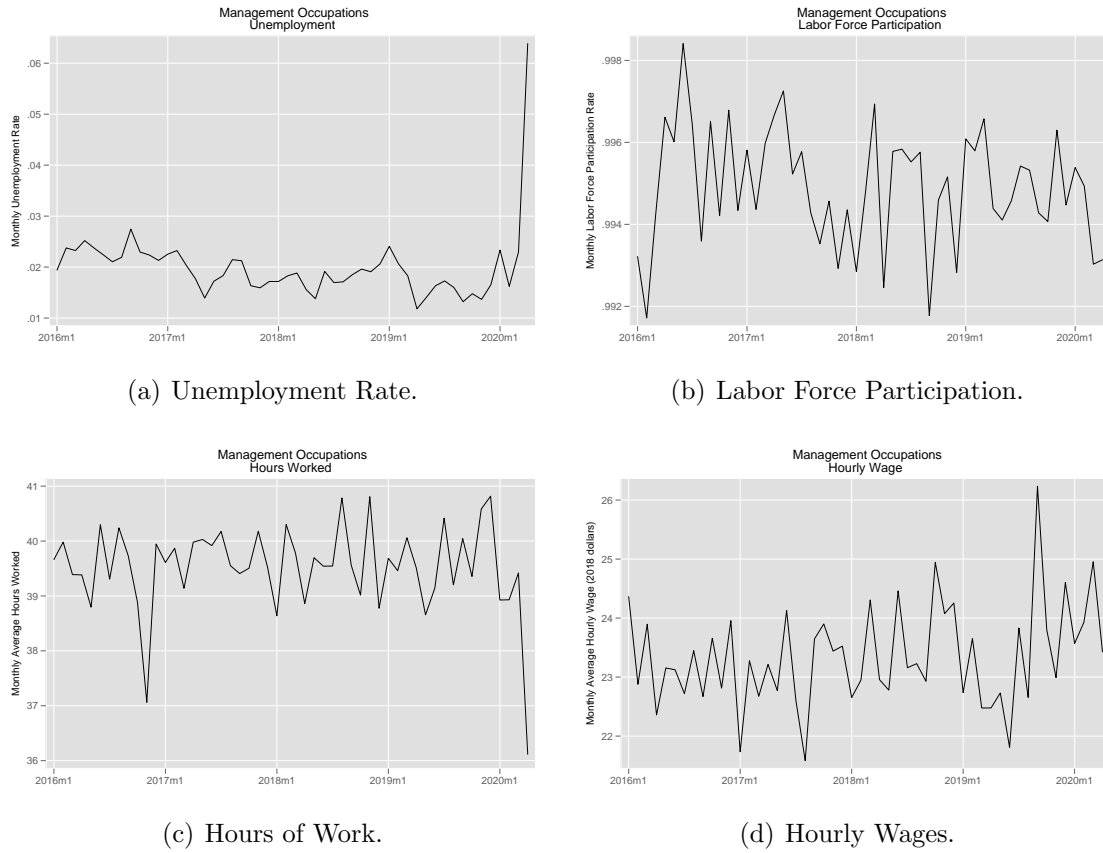 Management Occupations
Unemployment
Monthly Unemployment Rate
.06
.05
.04
.03
.02
.01
2016m1 2017m1 2018m1 2019m1 2020m1
(a) Unemployment Rate.
Management Occupations
Labor Force Participation
Monthly Labor Force Participation Rate
.998
.996
.994
.992
2016m1 2017m1 2018m1 2019m1 2020m1
(b) Labor Force Participation.
Management Occupations
Hours Worked
Monthly Average Hours Worked
41
40
39
38
37
36
2016m1 2017m1 2018m1 2019m1 2020m1
(c) Hours of Work.
Management Occupations
Hourly Wage
Monthly Average Hourly Wage (2018 dollars)
26
25
24
23
22
2016m1 2017m1 2018m1 2019m1 2020m1
(d) Hourly Wages.